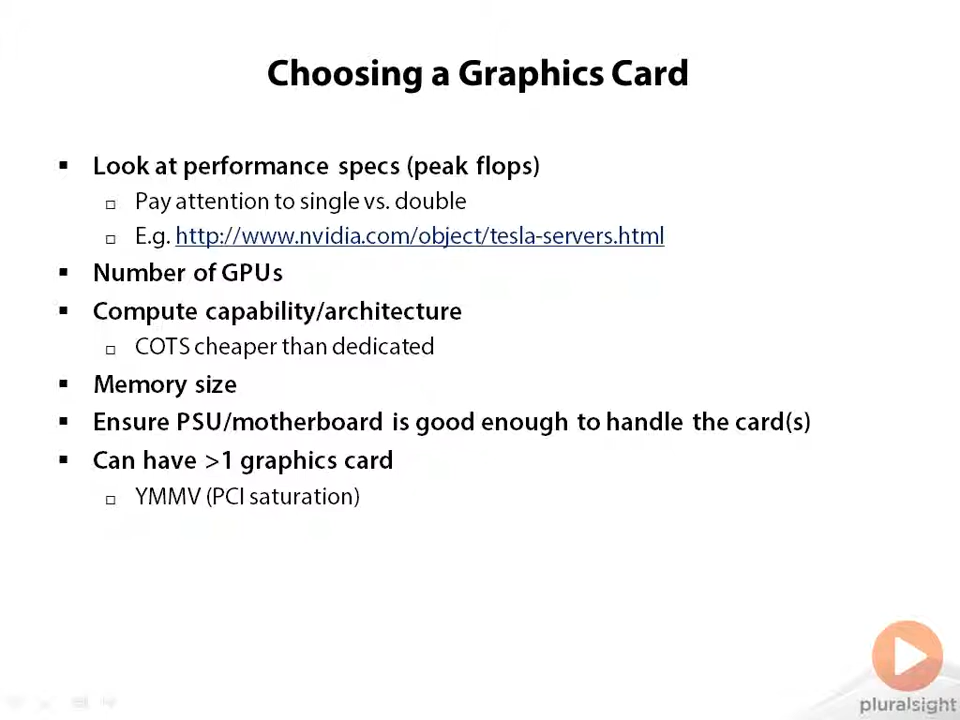 Choosing a Graphics Card
▪ Look at performance specs (peak flops)
▫ Pay attention to single vs. double
▫ E.g. http://www.nvidia.com/object/tesla-servers.html
▪ Number of GPUs
▪ Compute capability/architecture
▫ COTS cheaper than dedicated
▪ Memory size
▪ Ensure PSU/motherboard is good enough to handle the card(s)
▪ Can have >1 graphics card
▫ YMMV (PCI saturation)
pluralsight